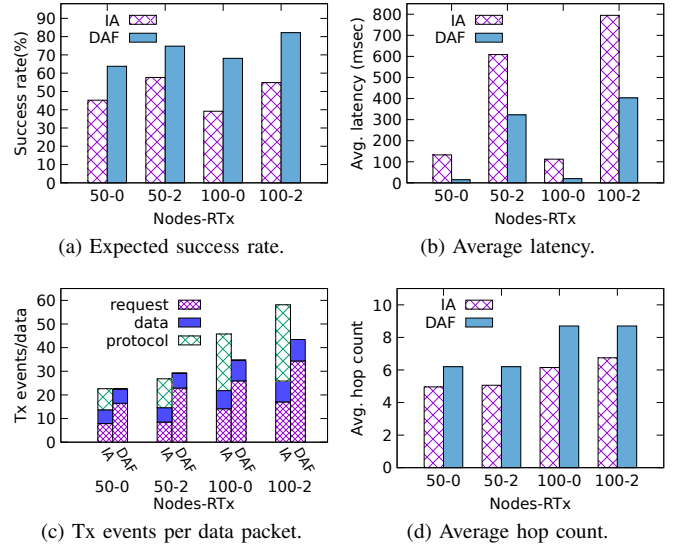 IA
DAF
Success rate(%)
90
80
70
60
50
40
30
20
10
0
50-0 50-2 100-0 100-2
Nodes-RTx
(a) Expected success rate.
IA
DAF
Avg. latency (msec)
800
700
600
500
400
300
200
100
0
50-0 50-2 100-0 100-2
Nodes-RTx
(b) Average latency.
request
data
protocol
Tx events/data
60
50
40
30
20
10
0
IA DAF IA DAF IA DAF IA DAF
50-0 50-2 100-0 100-2
Nodes-RTx
(c) Tx events per data packet.
IA
DAF
Avg. hop count
10
8
6
4
2
0
50-0 50-2 100-0 100-2
Nodes-RTx
(d) Average hop count.